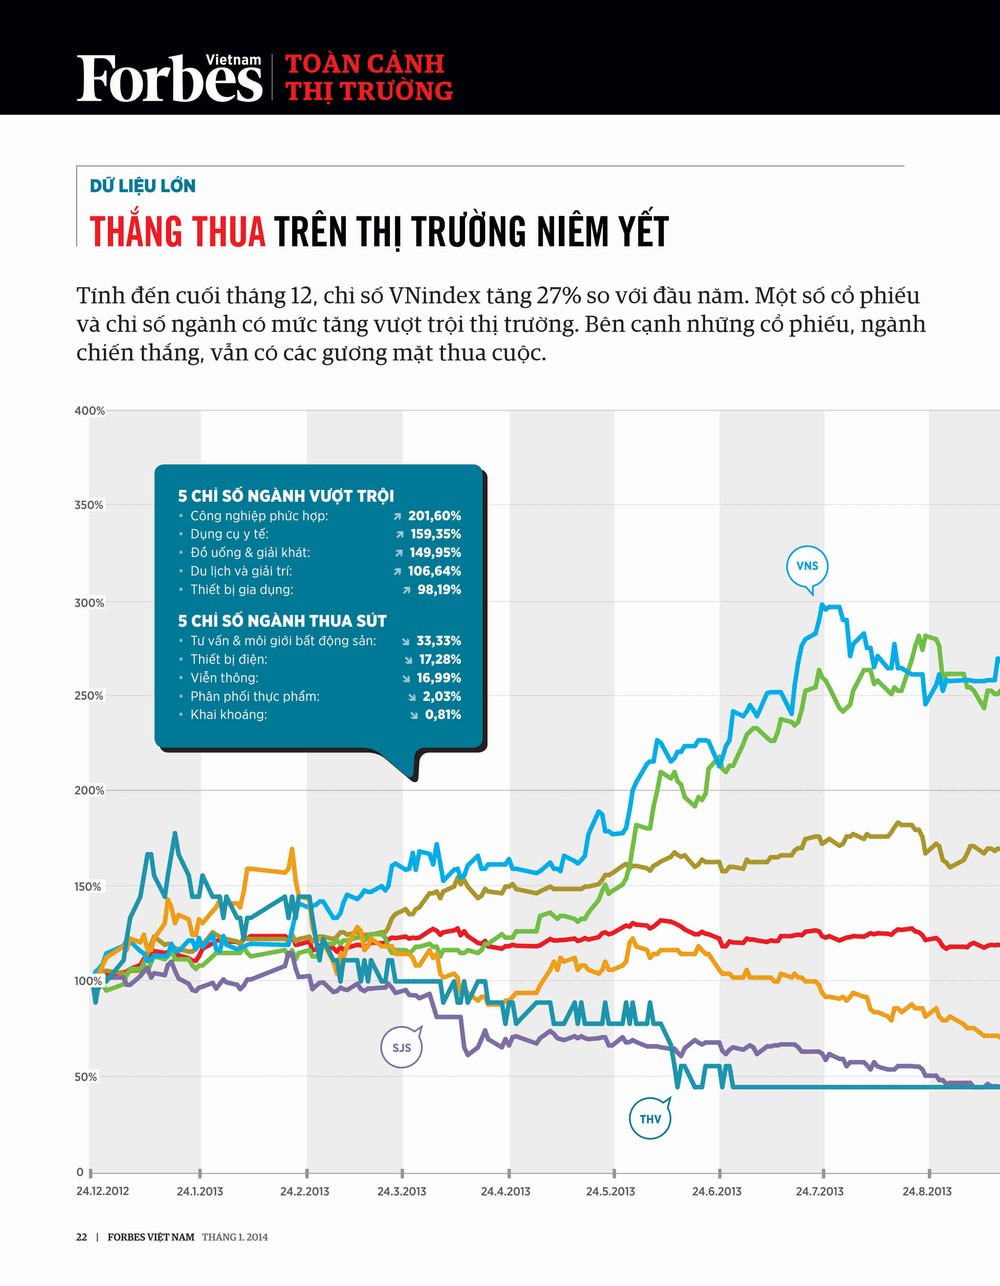 Forbes Vietnam
TOÀN CẢNH
THỊ TRƯỜNG
DỮ LIỆU LỚN
THẮNG THUA TRÊN THỊ TRƯỜNG NIÊM YẾT
Tính đến cuối tháng 12, chỉ số VNindex tăng 27% so với đầu năm. Một số cổ phiếu
và chỉ số ngành có mức tăng vượt trội thị trường. Bên cạnh những cổ phiếu, ngành
chiến thắng, vẫn có các gương mặt thua cuộc.
400%
350%
300%
250%
200%
150%
100%
50%
0
5 CHỈ SỐ NGÀNH VƯỢT TRỘI
• Công nghiệp phức hợp: ↗ 201,60%
• Dụng cụ y tế: ↗ 159,35%
• Đồ uống & giải khát: ↗ 149,95%
• Du lịch và giải trí: ↗ 106,64%
• Thiết bị gia dụng: ↗ 98,19%
5 CHỈ SỐ NGÀNH THUA SÚT
• Tư vấn & môi giới bất động sản: ↘ 33,33%
• Thiết bị điện: ↘ 17,28%
• Viễn thông: ↘ 16,99%
• Phân phối thực phẩm: ↘ 2,03%
• Khai khoáng: ↘ 0,81%
VNS
SJS
THV
24.12.2012 24.1.2013 24.2.2013 24.3.2013 24.4.2013 24.5.2013 24.6.2013 24.7.2013 24.8.2013
22 | FORBES VIỆT NAM THÁNG 1. 2014